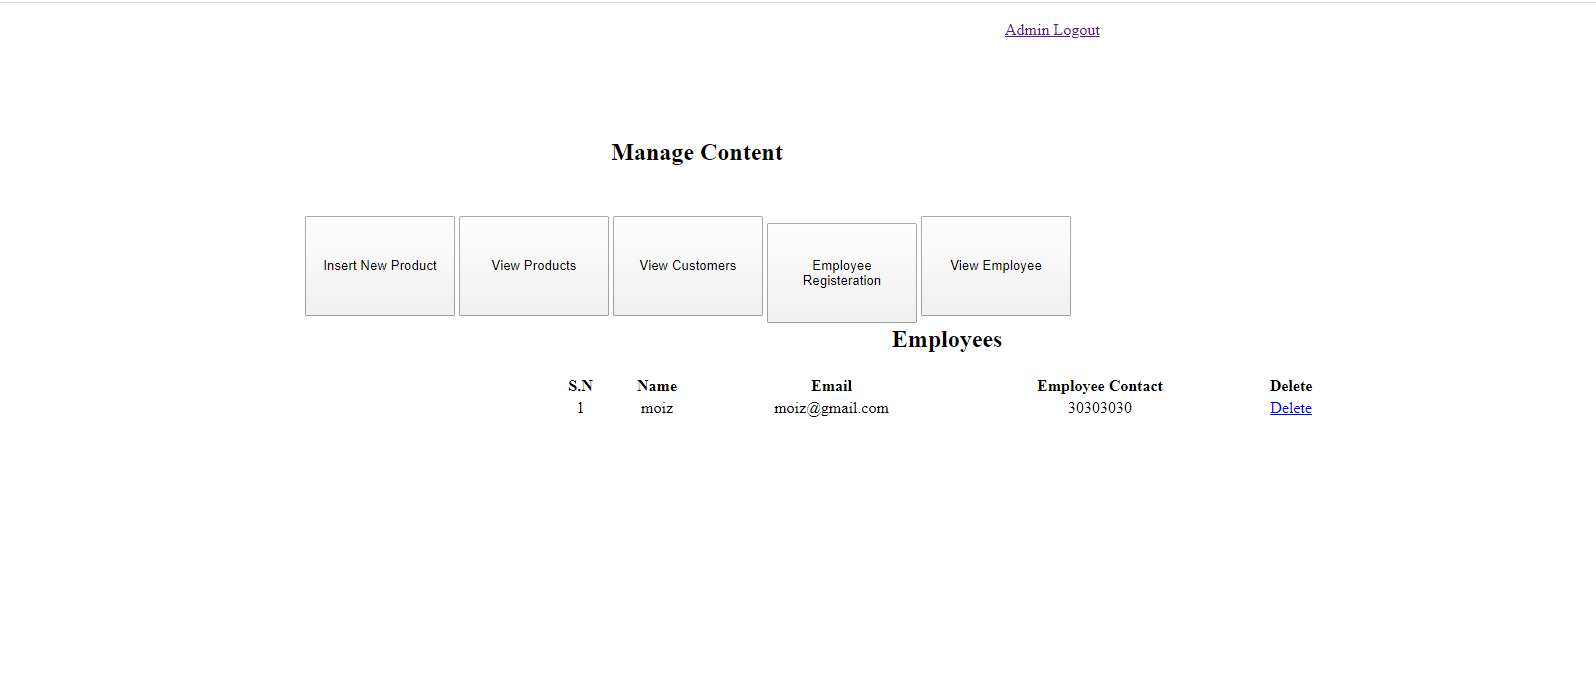 Admin Logout
Manage Content
Insert New Product
View Products
View Customers
Employee
Registeration
View Employee
Employees
S.N Name Email Employee Contact Delete
1 moiz moiz@gmail.com 30303030 Delete